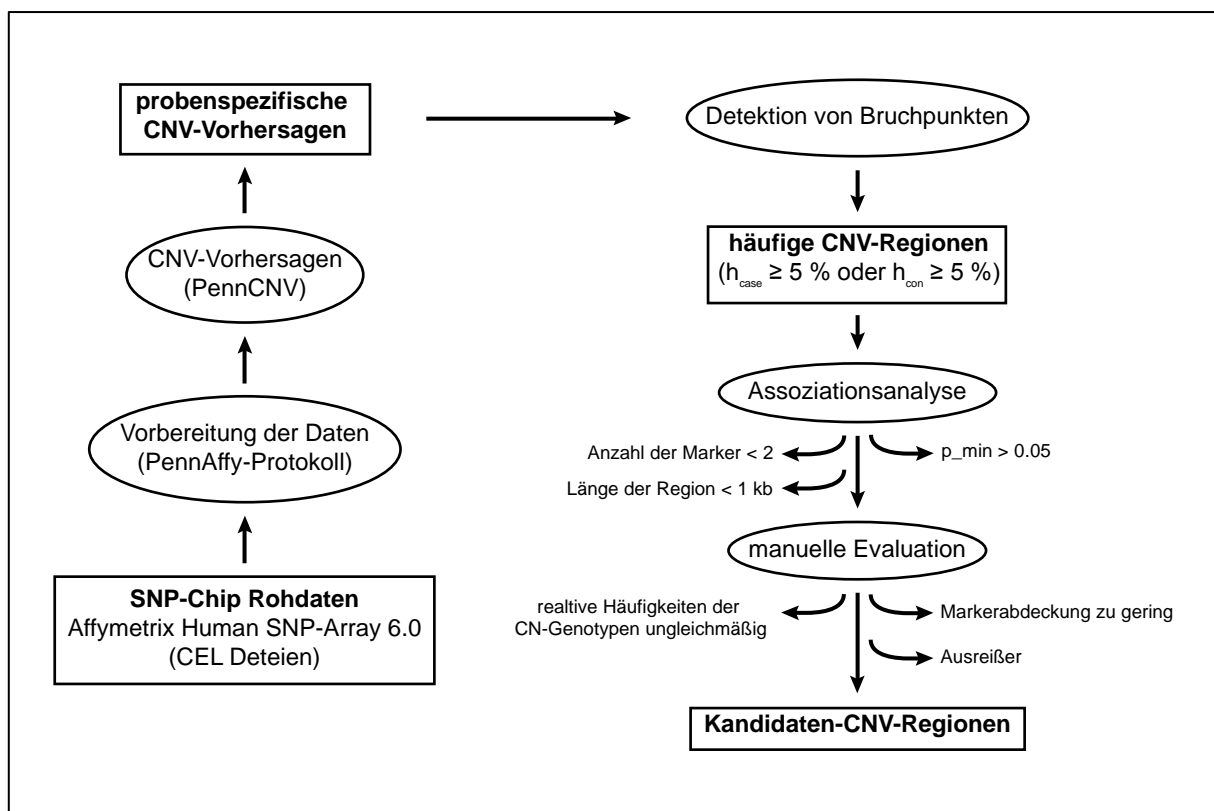 probenspezifische
CNV-Vorhersagen
CNV-Vorhersagen
(PennCNV)
Vorbereitung der Daten
(PennAffy-Protokoll)
SNP-Chip Rohdaten
Affymetrix Human SNP-Array 6.0
(CEL Deteien)
Detektion von Bruchpunkten
häufige CNV-Regionen
(h_case ≥ 5 % oder h_con ≥ 5 %)
Assoziationsanalyse
Anzahl der Marker < 2
p_min > 0.05
Länge der Region < 1 kb
manuelle Evaluation
realtive Häufigkeiten der
CN-Genotypen ungleichmäßig
Markerabdeckung zu gering
Ausreißer
Kandidaten-CNV-Regionen